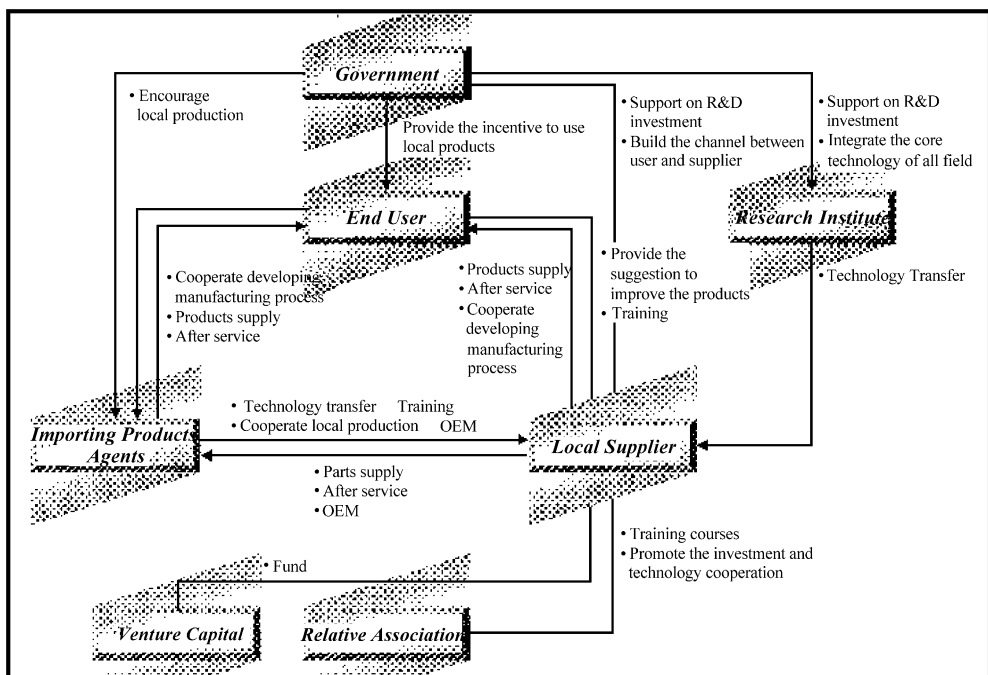 Government
• Encourage
local production
Provide the incentive to use
local products
• Support on R&D
investment
• Build the channel between
user and supplier
• Support on R&D
investment
• Integrate the core
technology of all field
End User
Research Institute
• Cooperate developing
manufacturing process
• Products supply
• After service
• Products supply
• After service
• Cooperate
developing
manufacturing
process
• Provide the
suggestion to
improve the products
• Training
• Technology Transfer
Importing Products
Agents
• Technology transfer Training
• Cooperate local production OEM
Local Supplier
• Parts supply
• After service
• OEM
• Training courses
• Promote the investment and
technology cooperation
• Fund
Venture Capital
Relative Association